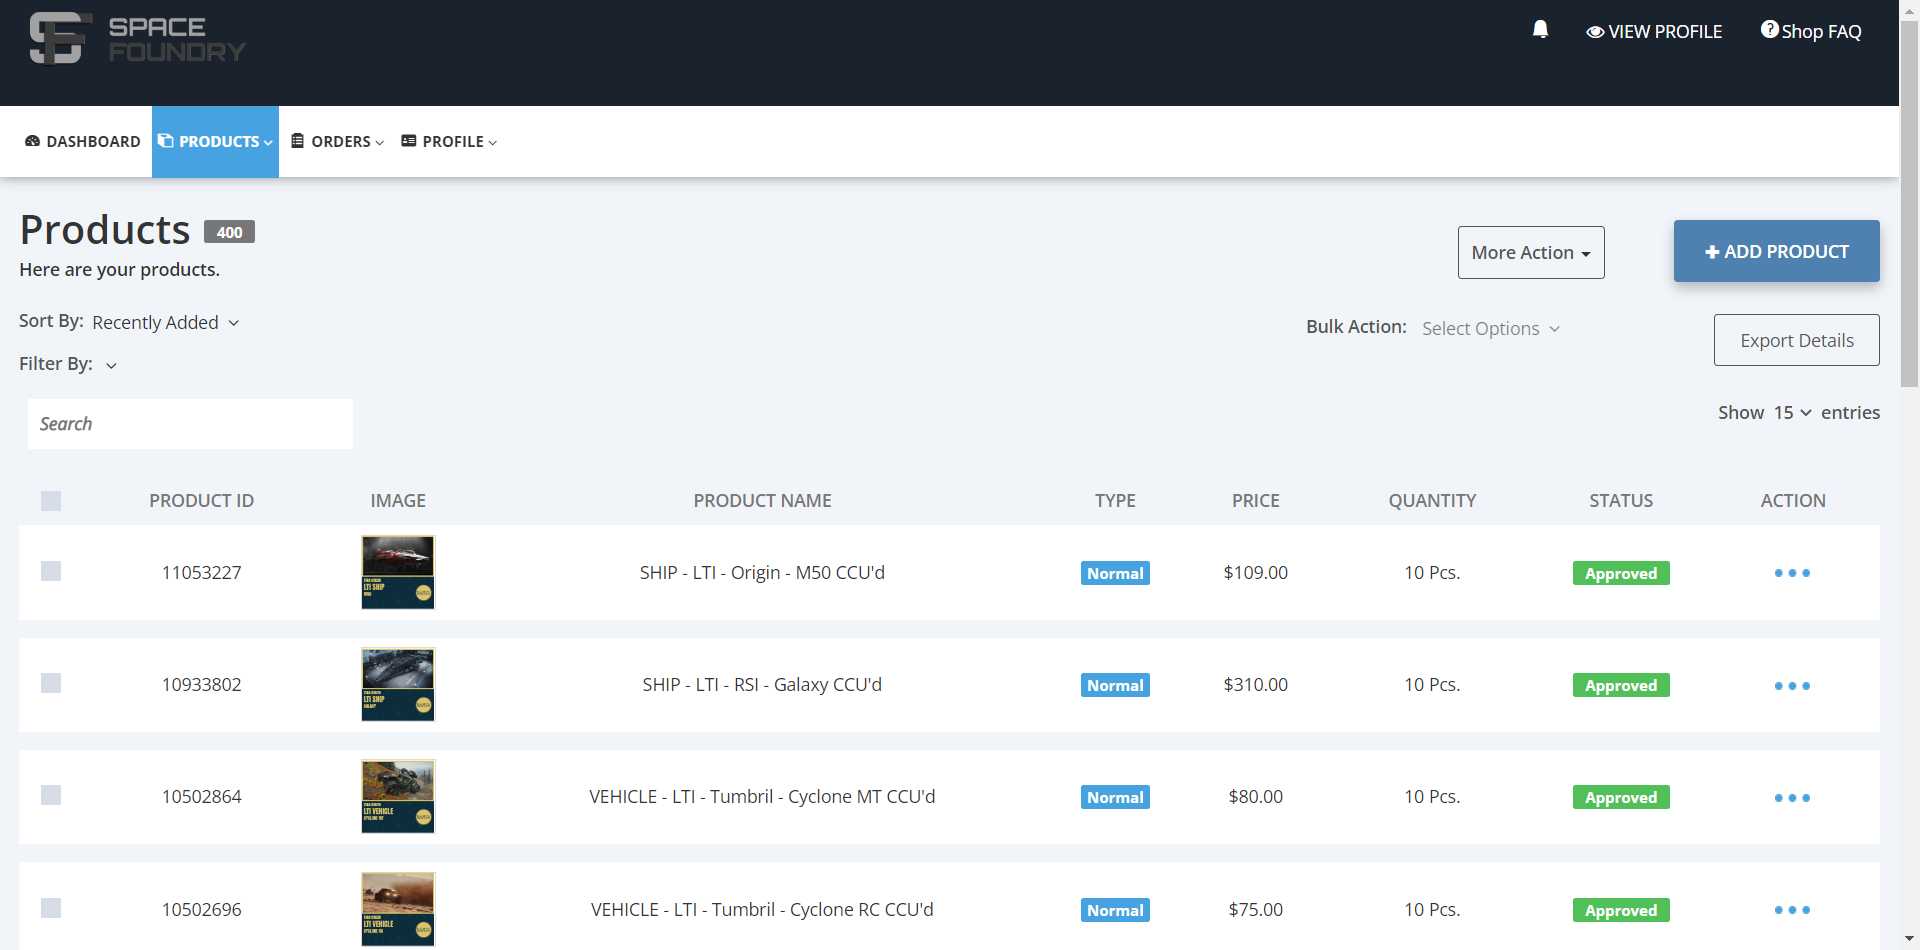 SPACE
FOUNDRY
VIEW PROFILE
Shop FAQ
DASHBOARD
PRODUCTS
ORDERS
PROFILE
Products 400
Here are your products.
More Action
+ ADD PRODUCT
Sort By: Recently Added
Bulk Action: Select Options
Export Details
Filter By:
Search
Show 15 entries
PRODUCT ID IMAGE PRODUCT NAME TYPE PRICE QUANTITY STATUS ACTION
11053227 SHIP - LTI - Origin - M50 CCU'd Normal $109.00 10 Pcs. Approved
LTI SHIP
M50
10933802 SHIP - LTI - RSI - Galaxy CCU'd Normal $310.00 10 Pcs. Approved
LTI SHIP
GALAXY
10502864 VEHICLE - LTI - Tumbril - Cyclone MT CCU'd Normal $80.00 10 Pcs. Approved
LTI VEHICLE
CYCLONE MT
10502696 VEHICLE - LTI - Tumbril - Cyclone RC CCU'd Normal $75.00 10 Pcs. Approved
LTI VEHICLE